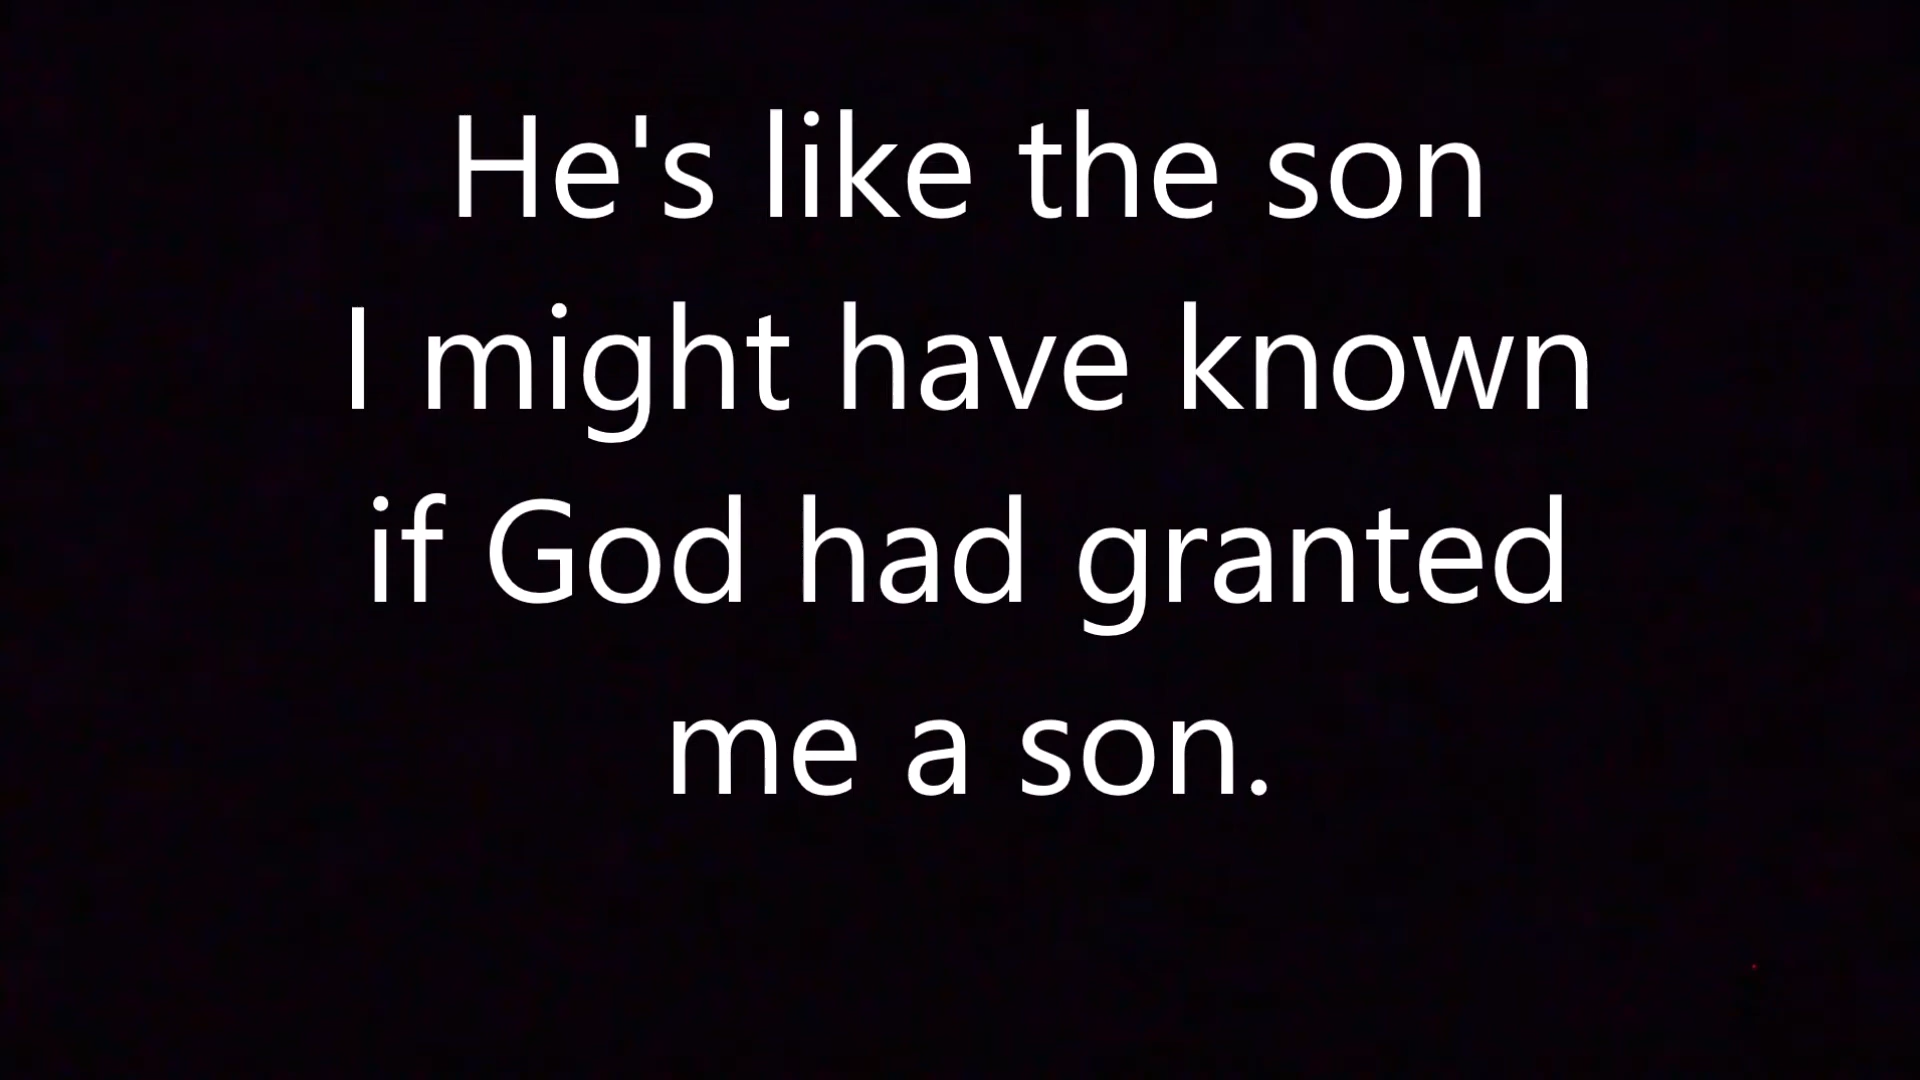 He's like the son
I might have known
if God had granted
me a son.